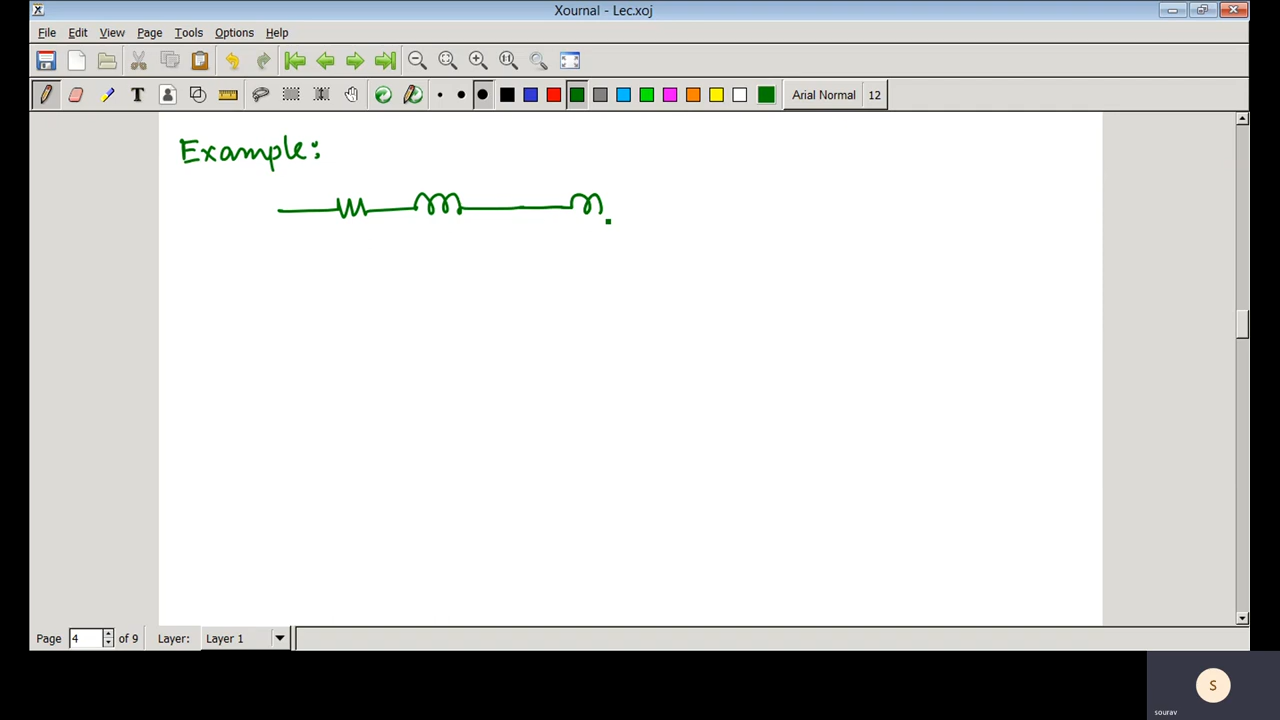 Xournal - Lec.xoj
File Edit View Page Tools Options Help
Arial Normal 12
Example:
Page 4 of 9 Layer: Layer 1
S
sourav